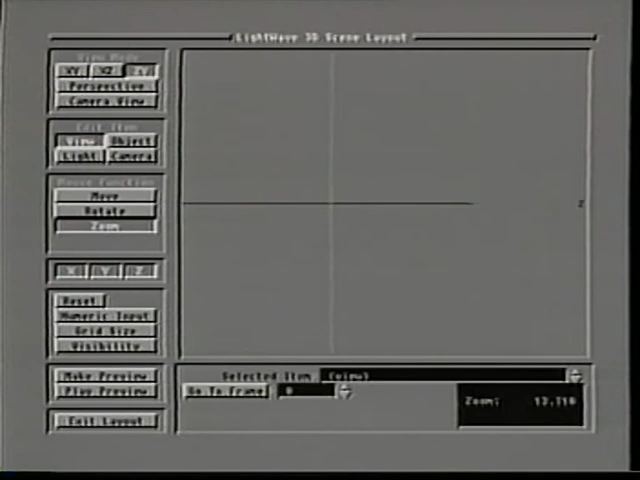 LightWave 3D Scene Layout
View Mode
XY XZ ZY
Perspective
Camera View
Edit Item
View Object
Light Camera
Mouse Function
Move
Rotate
Zoom
X Y Z
Reset
Numeric Input
Grid Size
Visibility
Make Preview
Play Preview
Exit Layout
Z
Selected Item (view)
Go To Frame 0
Zoom: